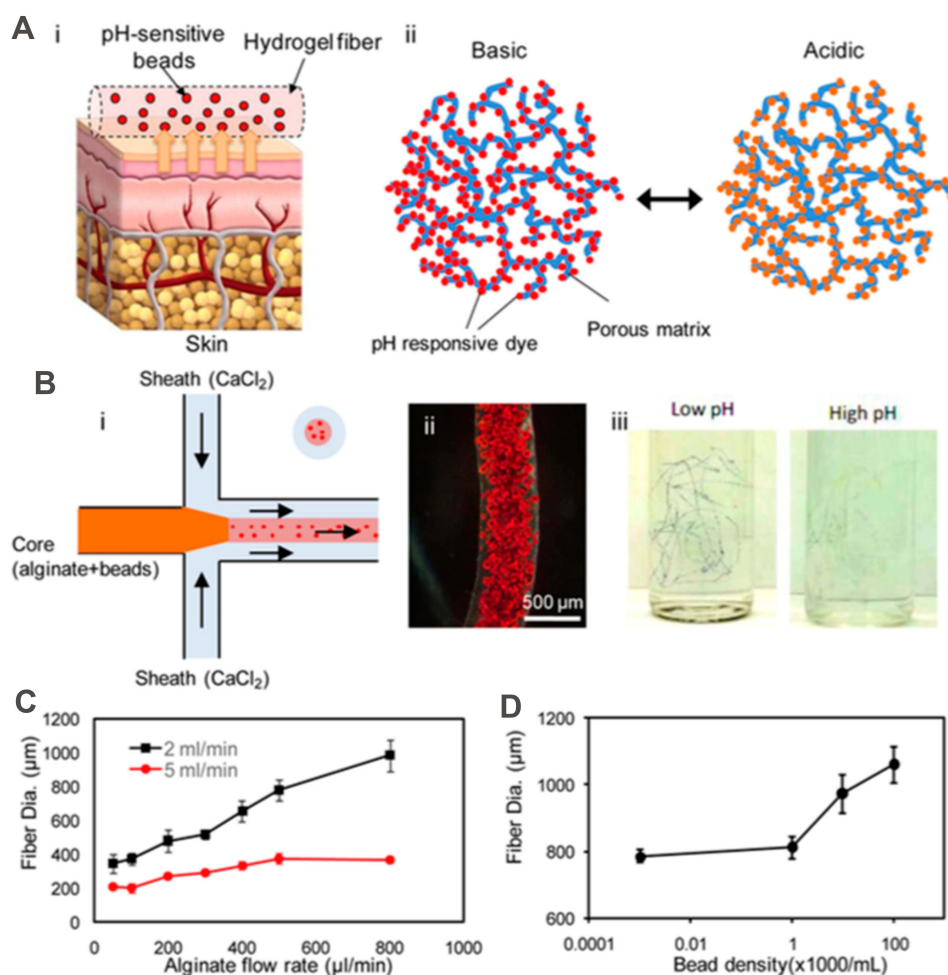 A
i
pH-sensitive
beads
Hydrogel fiber
Skin
ii
Basic
Acidic
pH responsive dye
Porous matrix
B
i
Sheath (CaCl₂)
Core
(alginate+beads)
Sheath (CaCl₂)
ii
500 µm
iii
Low pH
High pH
C
Fiber Dia. (µm)
1200
1000
800
600
400
200
0
2 ml/min
5 ml/min
0 200 400 600 800 1000
Alginate flow rate (µl/min)
D
Fiber Dia. (µm)
1200
1000
800
600
0.0001 0.01 1 100
Bead density(x1000/mL)